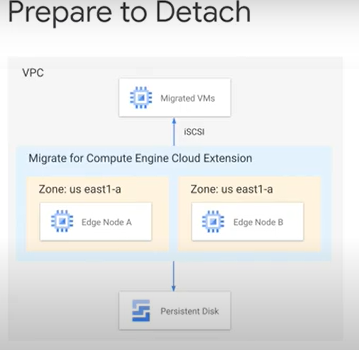 Prepare to Detach
VPC
Migrated VMs
iSCSI
Migrate for Compute Engine Cloud Extension
Zone: us east1-a
Edge Node A
Zone: us east1-a
Edge Node B
Persistent Disk